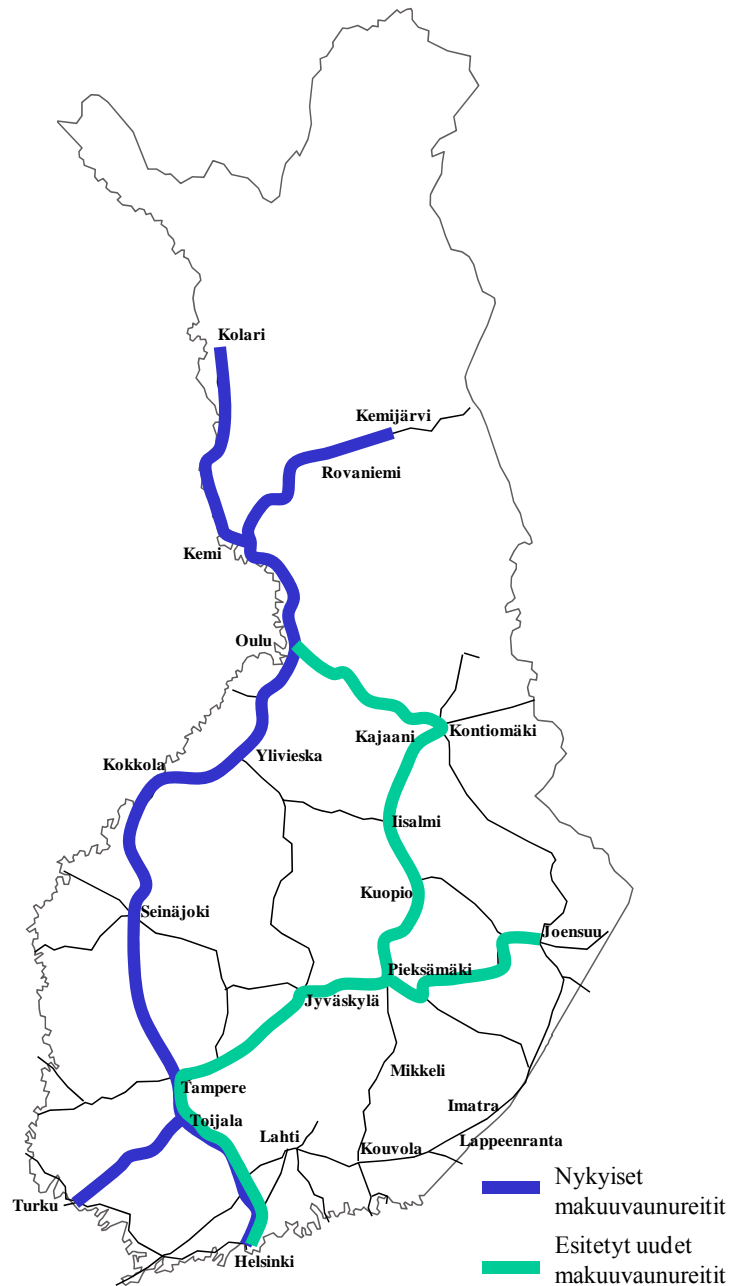 Kolari
Kemijärvi
Rovaniemi
Kemi
Oulu
Kajaani
Kontiomäki
Ylivieska
Kokkola
Iisalmi
Kuopio
Seinäjoki
Joensuu
Pieksämäki
Jyväskylä
Mikkeli
Tampere
Imatra
Toijala
Lahti
Kouvola
Lappeenranta
Turku
Helsinki
Nykyiset
makuuvaunureitit
Esitetyt uudet
makuuvaunureitit